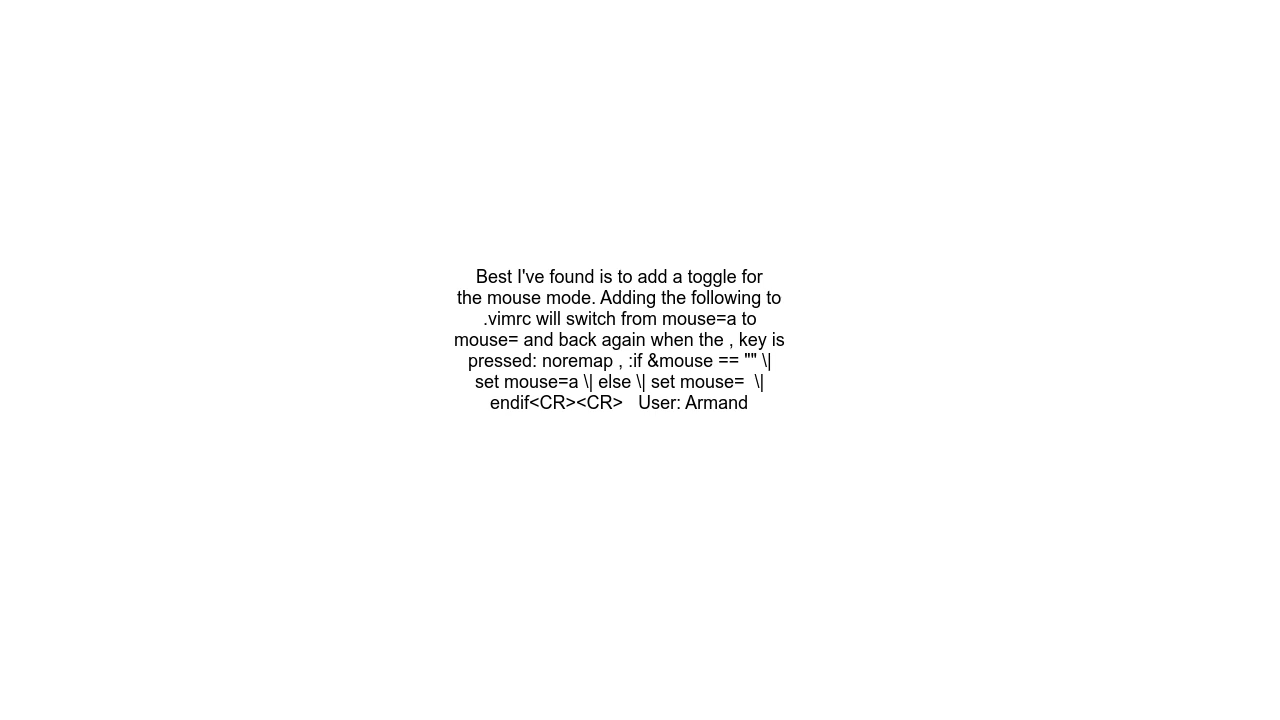 Best I've found is to add a toggle for
the mouse mode. Adding the following to
.vimrc will switch from mouse=a to
mouse= and back again when the , key is
pressed: noremap , :if &mouse == "" \|
set mouse=a \| else \| set mouse=  \|
endif<CR><CR>   User: Armand